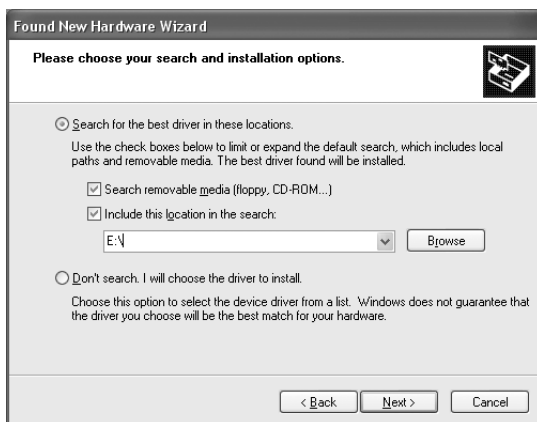 Found New Hardware Wizard
Please choose your search and installation options.
Search for the best driver in these locations.
Use the check boxes below to limit or expand the default search, which includes local
paths and removable media. The best driver found will be installed.
Search removable media (floppy, CD-ROM...)
Include this location in the search:
E:\
Browse
Don't search. I will choose the driver to install.
Choose this option to select the device driver from a list. Windows does not guarantee that
the driver you choose will be the best match for your hardware.
< Back
Next >
Cancel